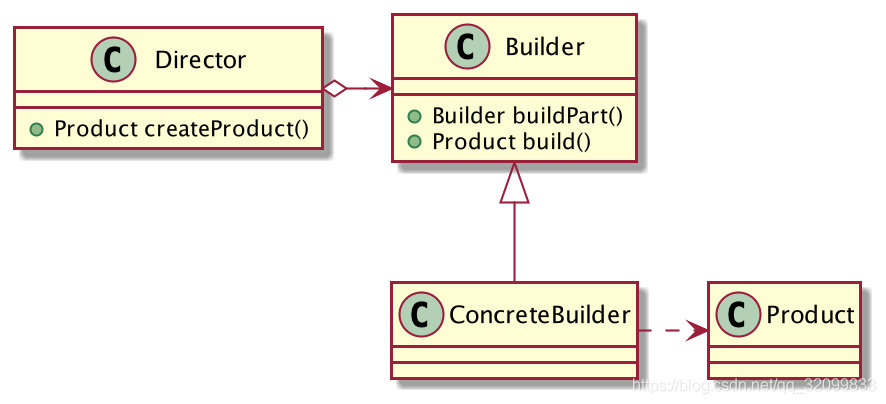 C Director
Product createProduct()
C Builder
Builder buildPart()
Product build()
C ConcreteBuilder
C Product
https://blog.csdn.net/qq_32099833